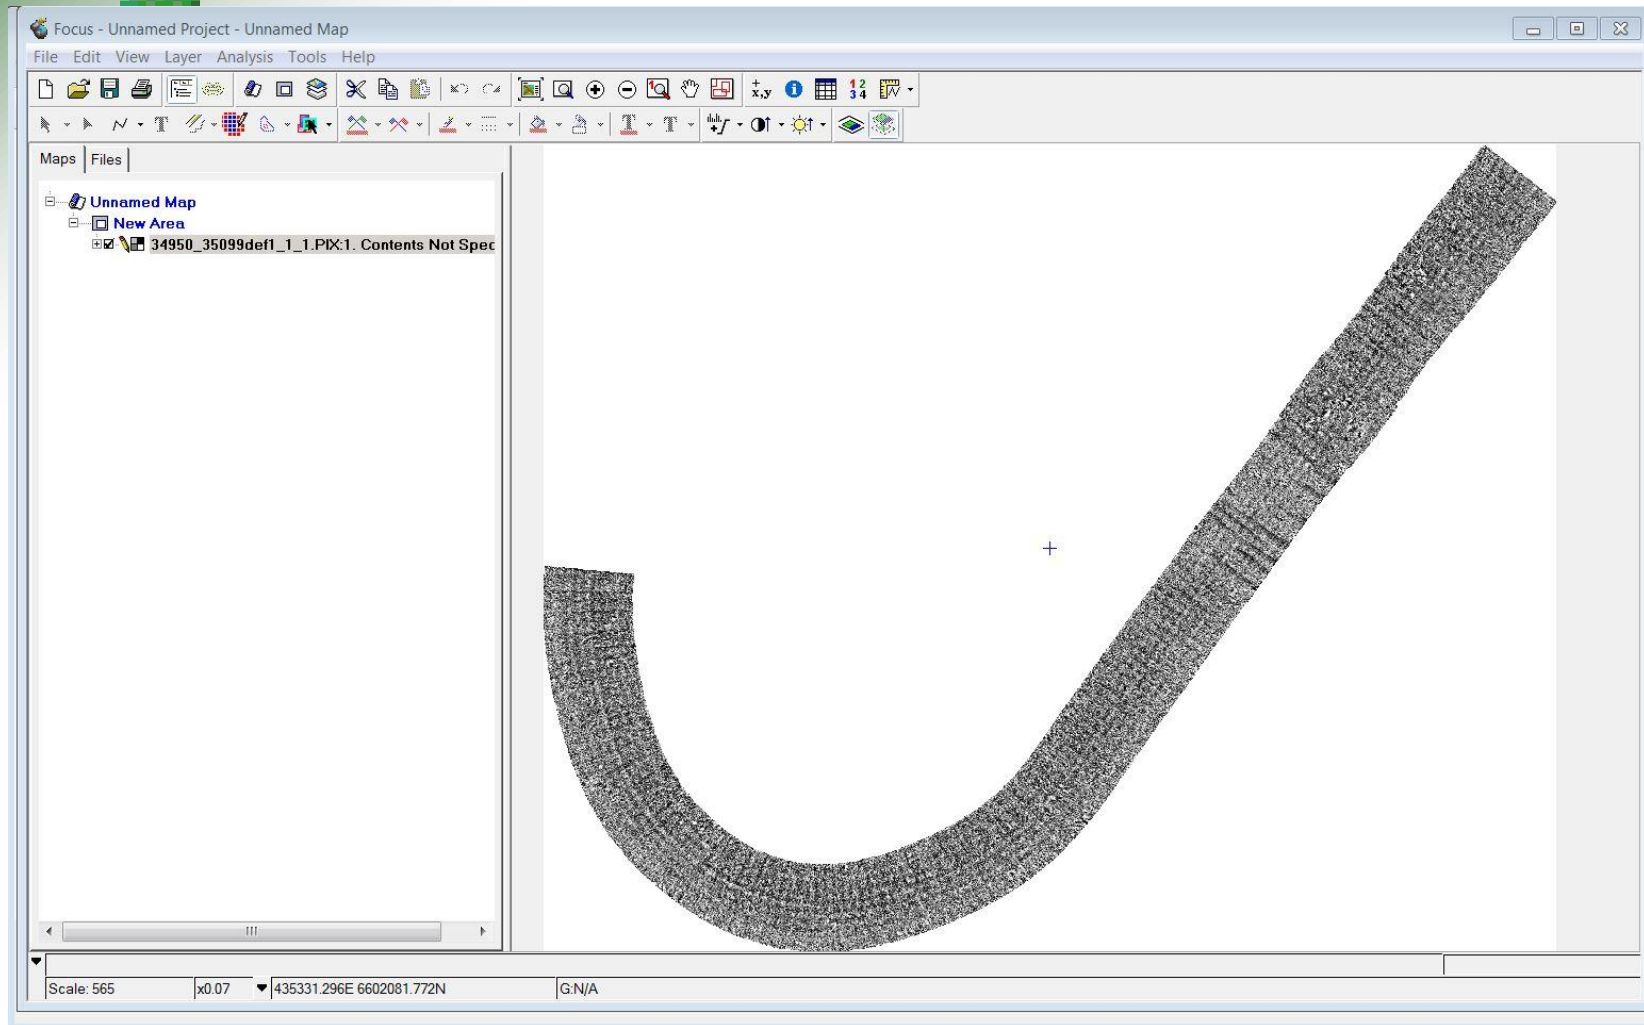 Focus - Unnamed Project - Unnamed Map
File Edit View Layer Analysis Tools Help
Maps Files
Unnamed Map
New Area
34950_35099def1_1_1.PIX:1. Contents Not Spec
Scale: 565 x0.07 435331.296E 6602081.772N G:N/A